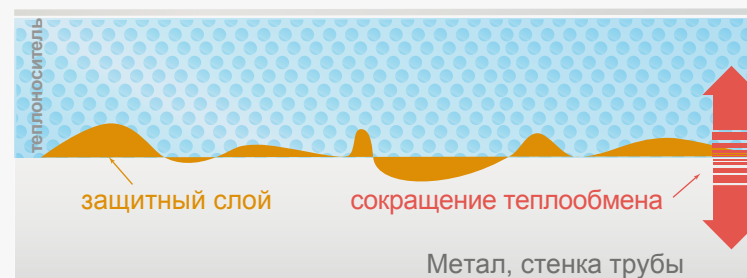 теплоноситель
защитный слой
сокращение теплообмена
Метал, стенка трубы